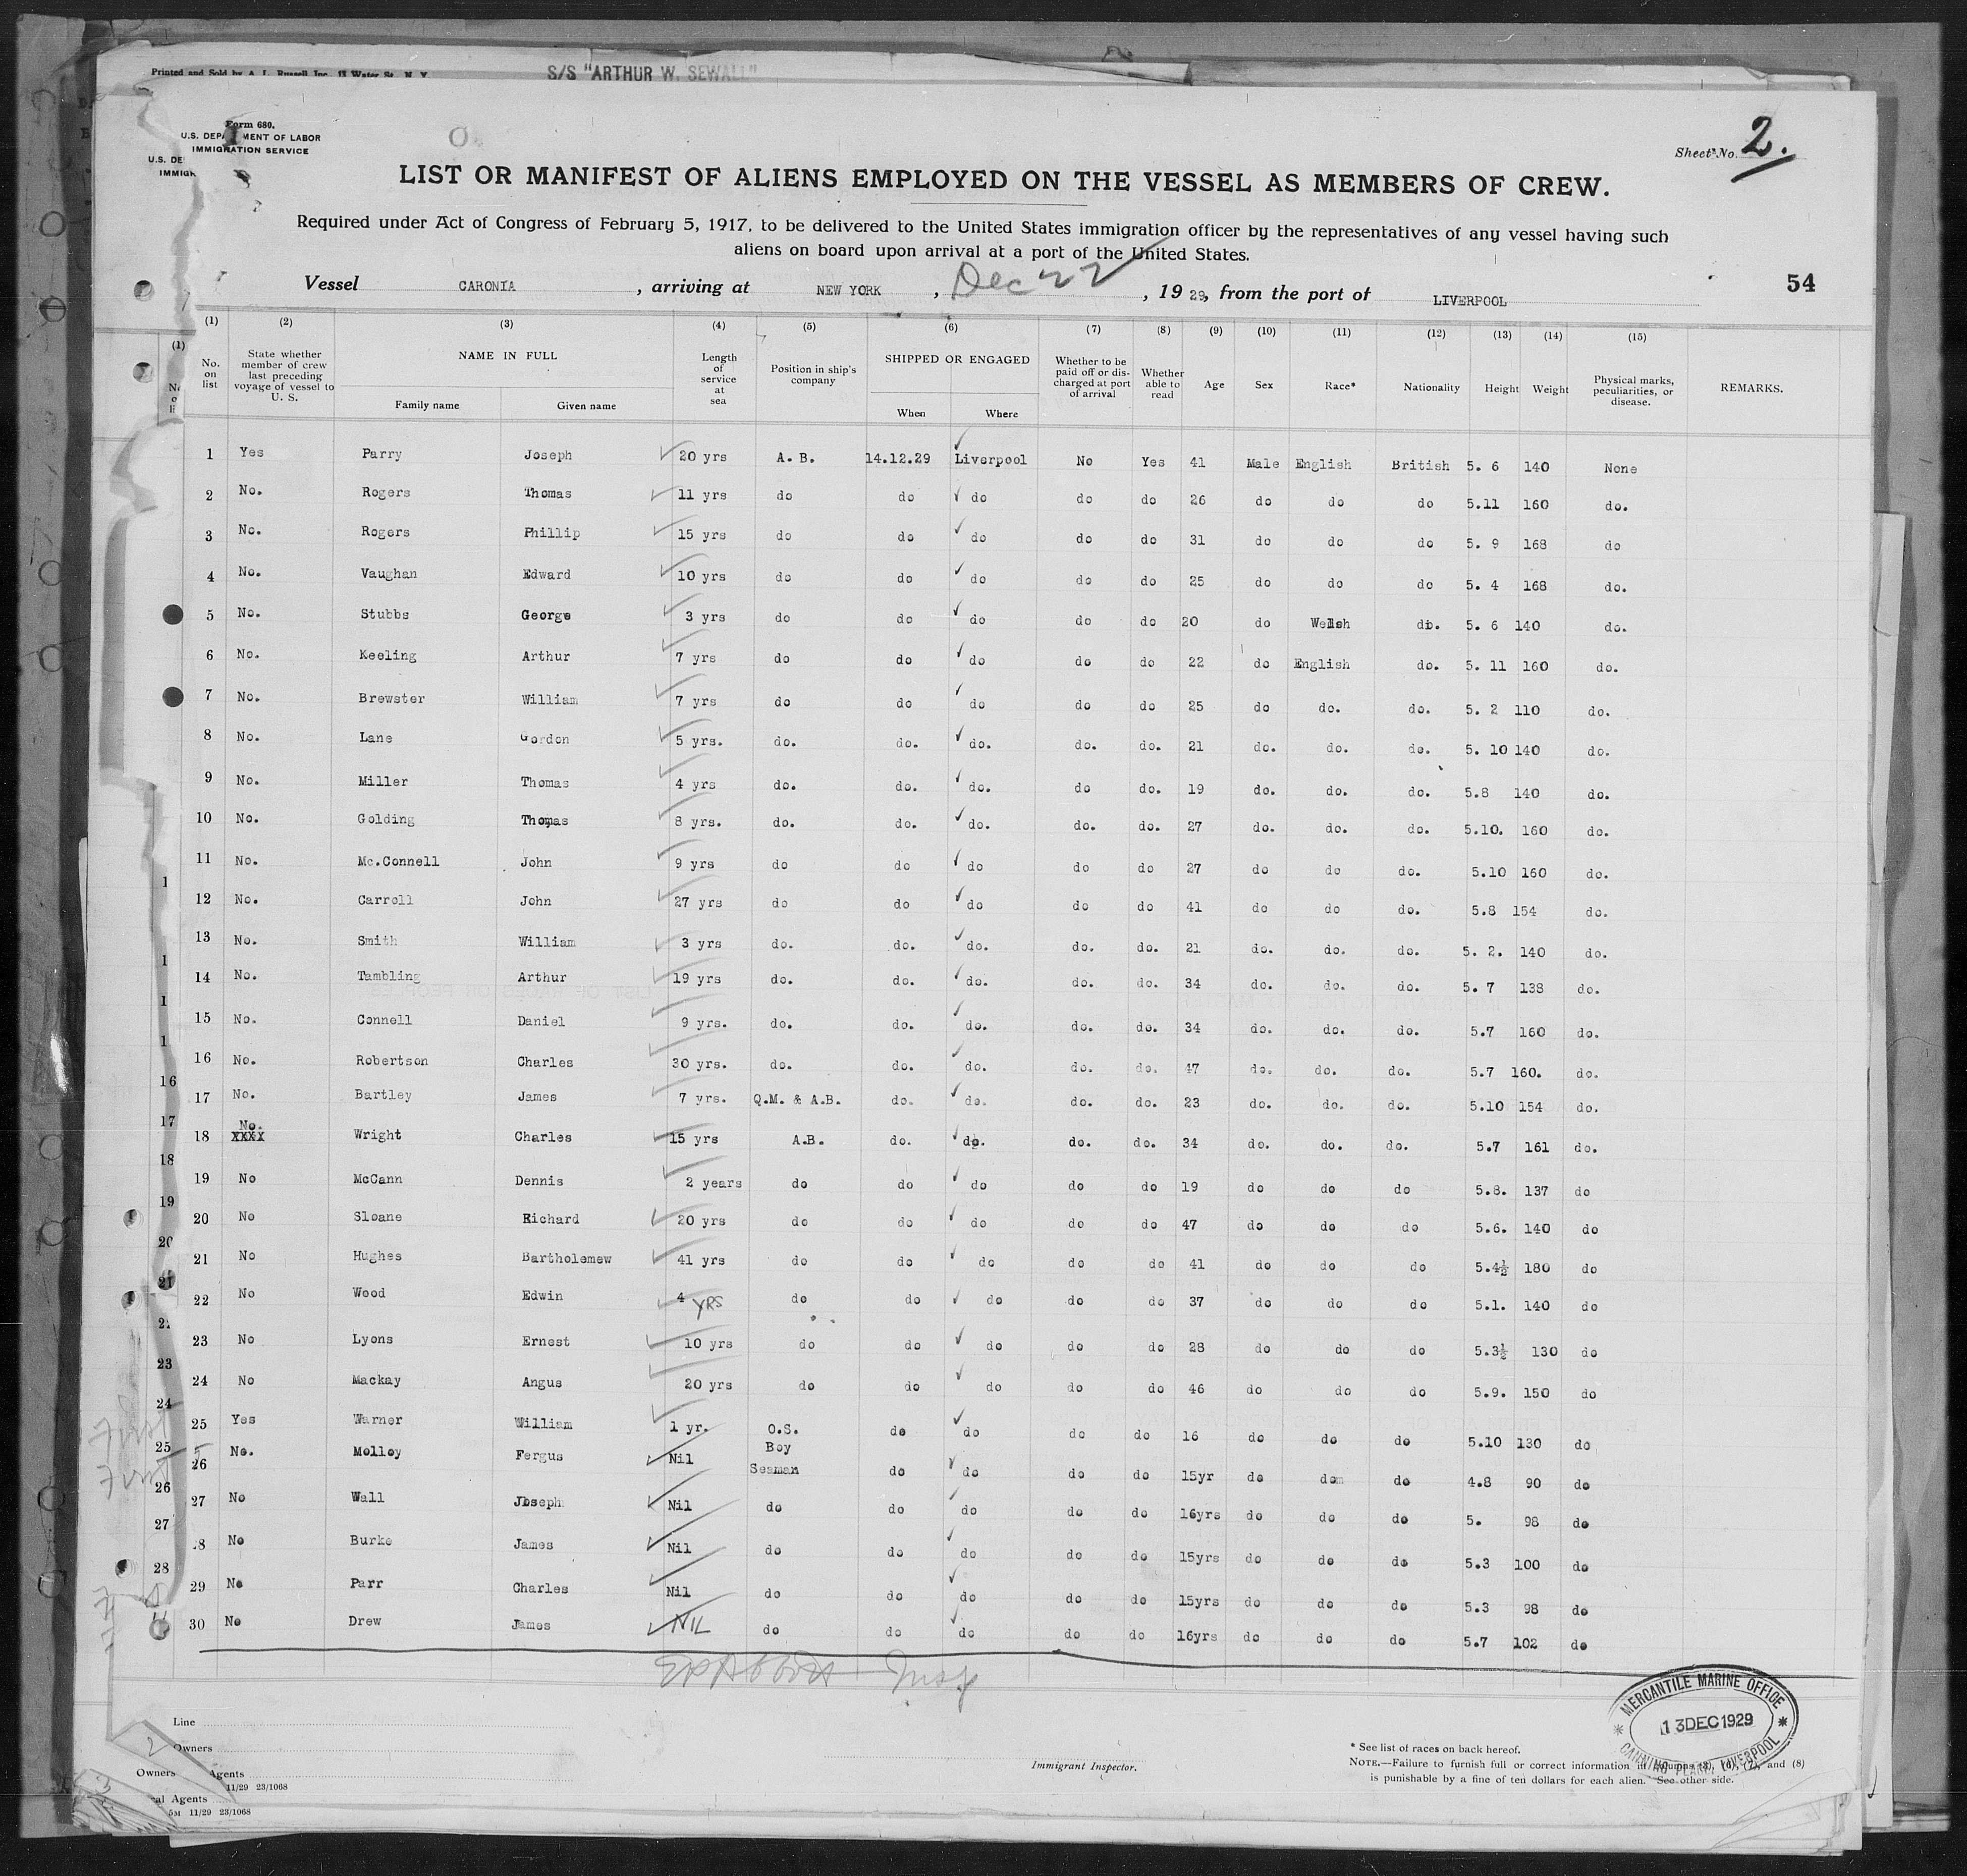 Printed and Sold by A. L. Russell Inc. 11 Water St. N. Y.
S/S "ARTHUR W. SEWALL"
Form 680.
U.S. DEPARTMENT OF LABOR
IMMIGRATION SERVICE
U.S. DE
IMMIGR
Sheet No. 2.
LIST OR MANIFEST OF ALIENS EMPLOYED ON THE VESSEL AS MEMBERS OF CREW.
Required under Act of Congress of February 5, 1917, to be delivered to the United States immigration officer by the representatives of any vessel having such
aliens on board upon arrival at a port of the United States.
Vessel CARONIA , arriving at NEW YORK , Dec 22 , 1929, from the port of LIVERPOOL 54
(1) (2) (3) (4) (5) (6) (7) (8) (9) (10) (11) (12) (13) (14) (15)
No. on list State whether member of crew last preceding voyage of vessel to U. S. NAME IN FULL Family name Given name Length of service at sea Position in ship's company SHIPPED OR ENGAGED When Where Whether to be paid off or discharged at port of arrival Whether able to read Age Sex Race* Nationality Height Weight Physical marks, peculiarities, or disease. REMARKS.
1 Yes Parry Joseph 20 yrs A. B. 14.12.29 Liverpool No Yes 41 Male English British 5. 6 140 None
2 No. Rogers Thomas 11 yrs do do do do do 26 do do do 5.11 160 do.
3 No. Rogers Phillip 15 yrs do do do do do 31 do do do 5. 9 168 do
4 No. Vaughan Edward 10 yrs do do do do do 25 do do do 5. 4 168 do.
5 No. Stubbs George 3 yrs do do do do do 20 do Welsh do. 5. 6 140 do.
6 No. Keeling Arthur 7 yrs do do do do do 22 do English do. 5. 11 160 do.
7 No. Brewster William 7 yrs do do do do do 25 do do. do. 5. 2 110 do.
8 No. Lane Gordon 5 yrs. do. do. do. do. do. 21 do. do. do. 5. 10 140 do.
9 No. Miller Thomas 4 yrs do. do. do. do do. 19 do. do. do. 5.8 140 do.
10 No. Golding Thomas 8 yrs. do. do. do. do. do. 27 do. do. do. 5.10. 160 do.
11 No. Mc.Connell John 9 yrs do do do do do 27 do do do. 5.10 160 do.
12 No. Carroll John 27 yrs do do do do do 41 do do do. 5.8 154 do.
13 No. Smith William 3 yrs do. do. do. do. do. 21 do. do. do. 5. 2. 140 do.
14 No. Tambling Arthur 19 yrs do. do. do. do. do. 34 do. do. do. 5. 7 138 do.
15 No. Connell Daniel 9 yrs. do. do. do. do. do. 34 do. do. do. 5.7 160 do.
16 No. Robertson Charles 30 yrs. do. do. do. do. do. 47 do. do. do. 5.7 160. do.
17 No. Bartley James 7 yrs. Q.M. & A.B. do. do. do. do. 23 do. do. do. 5.10 154 do.
18 No. XXXX Wright Charles 15 yrs A.B. do. do. do. do. 34 do. do. do. 5.7 161 do.
19 No McCann Dennis 2 years do do do do do 19 do do do 5.8. 137 do
20 No Sloane Richard 20 yrs do do do do do 47 do do do 5.6. 140 do
21 No Hughes Bartholemew 41 yrs do do do do do 41 do do do 5.4½ 180 do
22 No Wood Edwin 4 YRS do do do do do 37 do do do 5.1. 140 do
23 No Lyons Ernest 10 yrs do do do do do 28 do do do 5.3½ 130 do
24 No Mackay Angus 20 yrs do do do do do 46 do do do 5.9. 150 do
25 Yes Warner William 1 yr. O.S. do do do do 16 do do do 5.10 130 do
26 No. Molloy Fergus Nil Boy Seaman do do do do 15yr do do do 4.8 90 do
27 No Wall Joseph Nil do do do do do 16yrs do do do 5. 98 do
8 No Burke James Nil do do do do do 15yrs do do do 5.3 100 do
29 No Parr Charles Nil do do do do do 15yrs do do do 5.3 98 do
30 No Drew James NIL do do do do do 16yrs do do do 5.7 102 do
MERCANTILE MARINE OFFICE
13DEC1929
CANNING PLACE, LIVERPOOL
Line
Owners
Owners Agents
11/29 23/1068
Local Agents
5M 11/29 23/1068
Immigrant Inspector.
* See list of races on back hereof.
NOTE.—Failure to furnish full or correct information in columns (3), (6), (7), and (8)
is punishable by a fine of ten dollars for each alien. See other side.